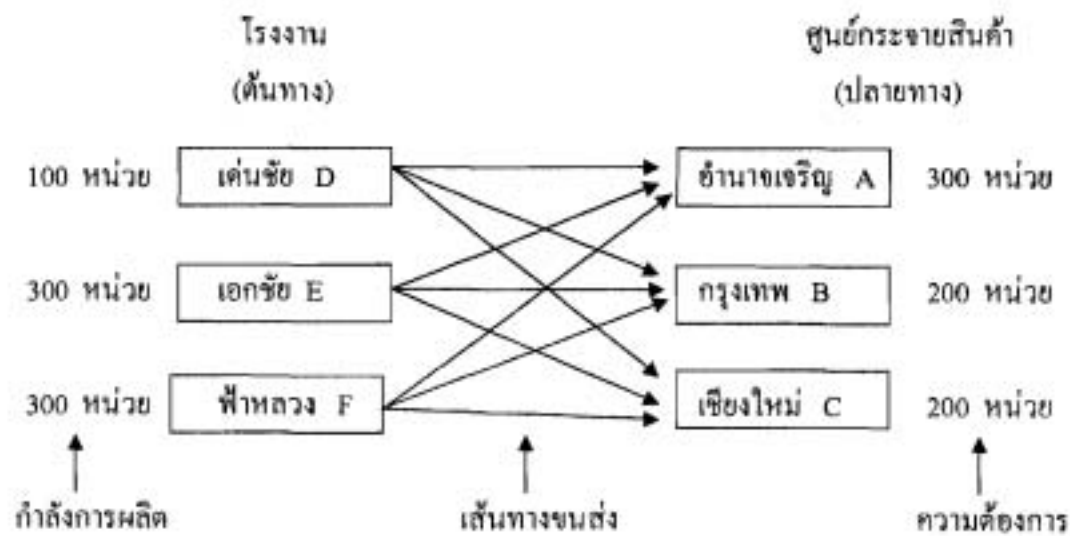 โรงงาน ศูนย์กระจายสินค้า
(ต้นทาง) (ปลายทาง)
100 หน่วย เด่นชัย D อำนาจเจริญ A 300 หน่วย
300 หน่วย เอกชัย E กรุงเทพ B 200 หน่วย
300 หน่วย ฟ้าหลวง F เชียงใหม่ C 200 หน่วย
กำลังการผลิต เส้นทางขนส่ง ความต้องการ